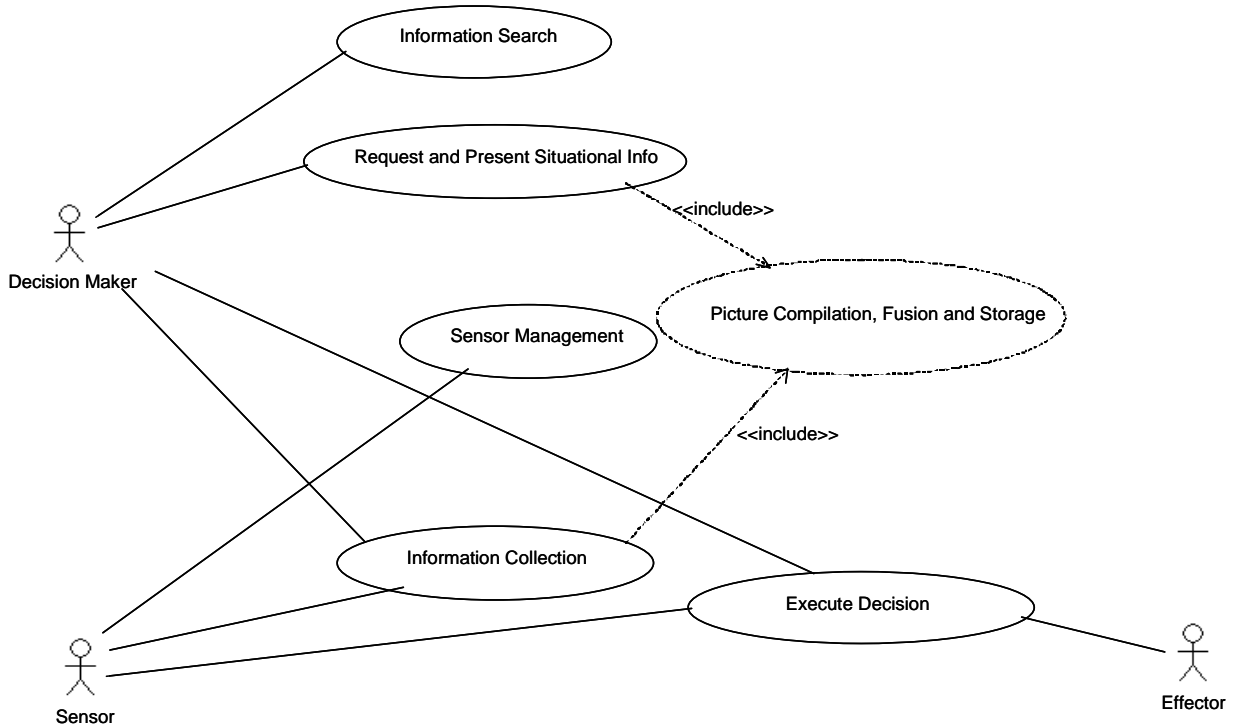 Information Search
Request and Present Situational Info
<<include>>
Decision Maker
Picture Compilation, Fusion and Storage
Sensor Management
<<include>>
Information Collection
Execute Decision
Sensor
Effector